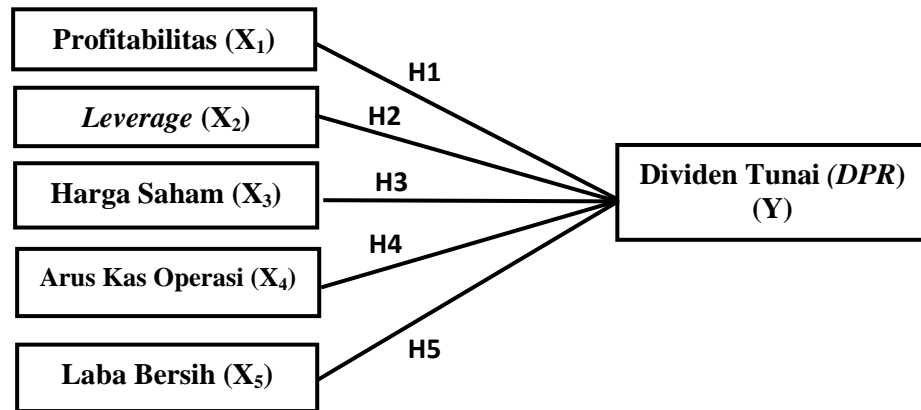 Profitabilitas (X₁)
H1
Leverage (X₂)
H2
Harga Saham (X₃)
H3
Dividen Tunai (DPR)
(Y)
H4
Arus Kas Operasi (X₄)
H5
Laba Bersih (X₅)